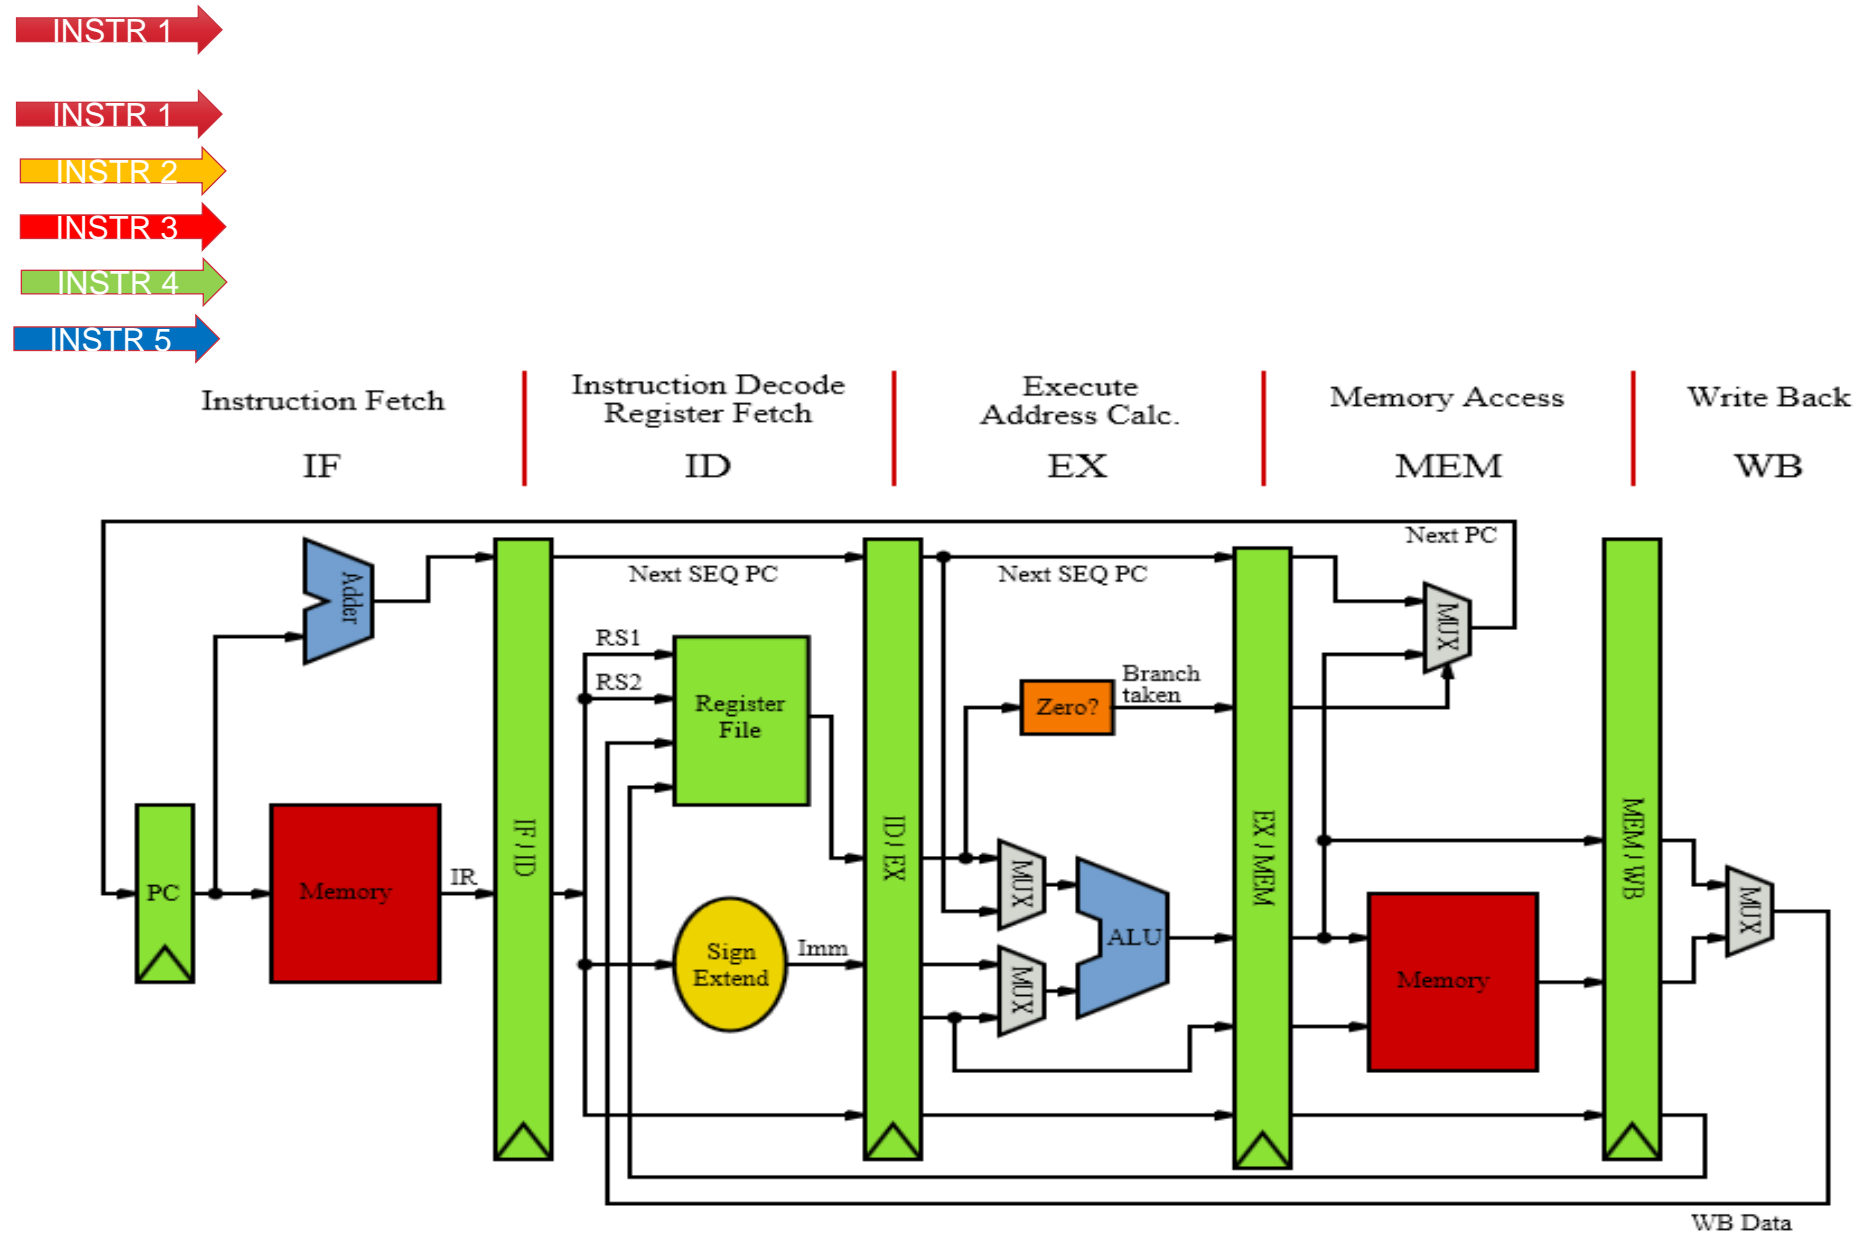 INSTR 1
INSTR 1
INSTR 2
INSTR 3
INSTR 4
INSTR 5
Instruction Fetch
IF
Instruction Decode
Register Fetch
ID
Execute
Address Calc.
EX
Memory Access
MEM
Write Back
WB
Next PC
Adder
Next SEQ PC
Next SEQ PC
MUX
RS1
RS2
Register
File
Branch
taken
Zero?
PC
Memory
IR
IF / ID
ID / EX
EX / MEM
MEM / WB
MUX
MUX
ALU
Sign
Extend
Imm
Memory
MUX
WB Data